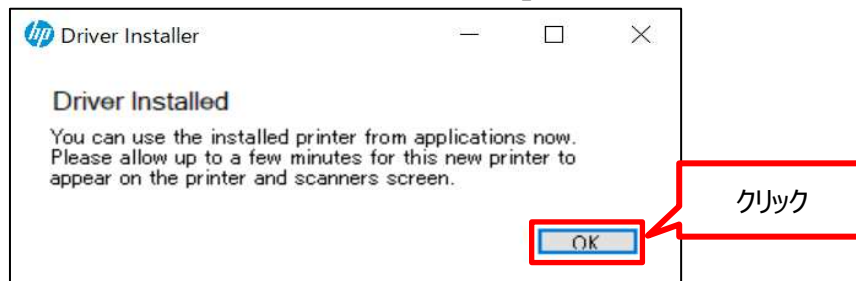 hp Driver Installer
Driver Installed
You can use the installed printer from applications now.
Please allow up to a few minutes for this new printer to
appear on the printer and scanners screen.
クリック
OK